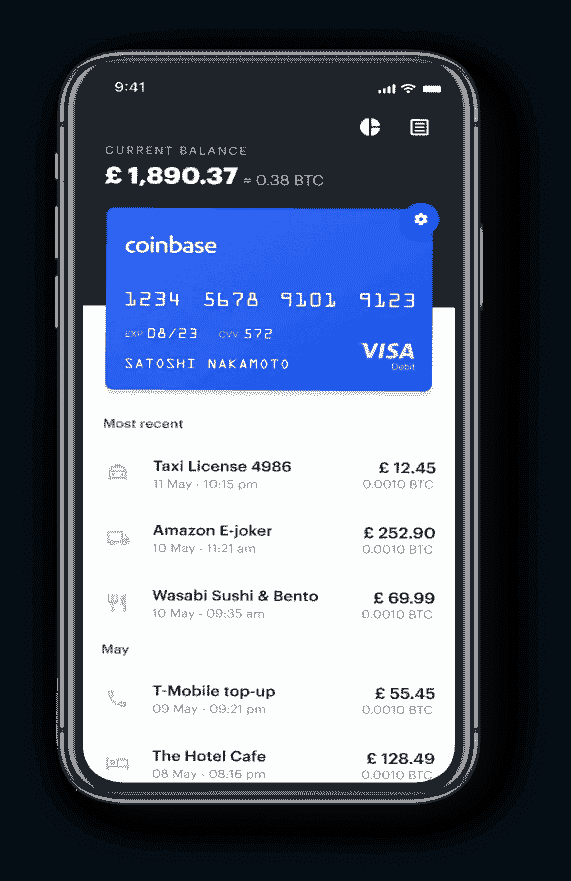 9:41
CURRENT BALANCE
£ 1,890.37 ≈ 0.38 BTC
coinbase
1234 5678 9101 9123
EXP 08/23 CVV 572
SATOSHI NAKAMOTO
VISA
Debit
Most recent
Taxi License 4986 £ 12.45
11 May - 10:15 pm 0.0010 BTC
Amazon E-joker £ 252.90
10 May - 11:21 am 0.0010 BTC
Wasabi Sushi & Bento £ 69.99
10 May - 09:35 am 0.0010 BTC
May
T-Mobile top-up £ 55.45
09 May - 09:21 pm 0.0010 BTC
The Hotel Cafe £ 128.49
08 May - 08:16 pm 0.0010 BTC